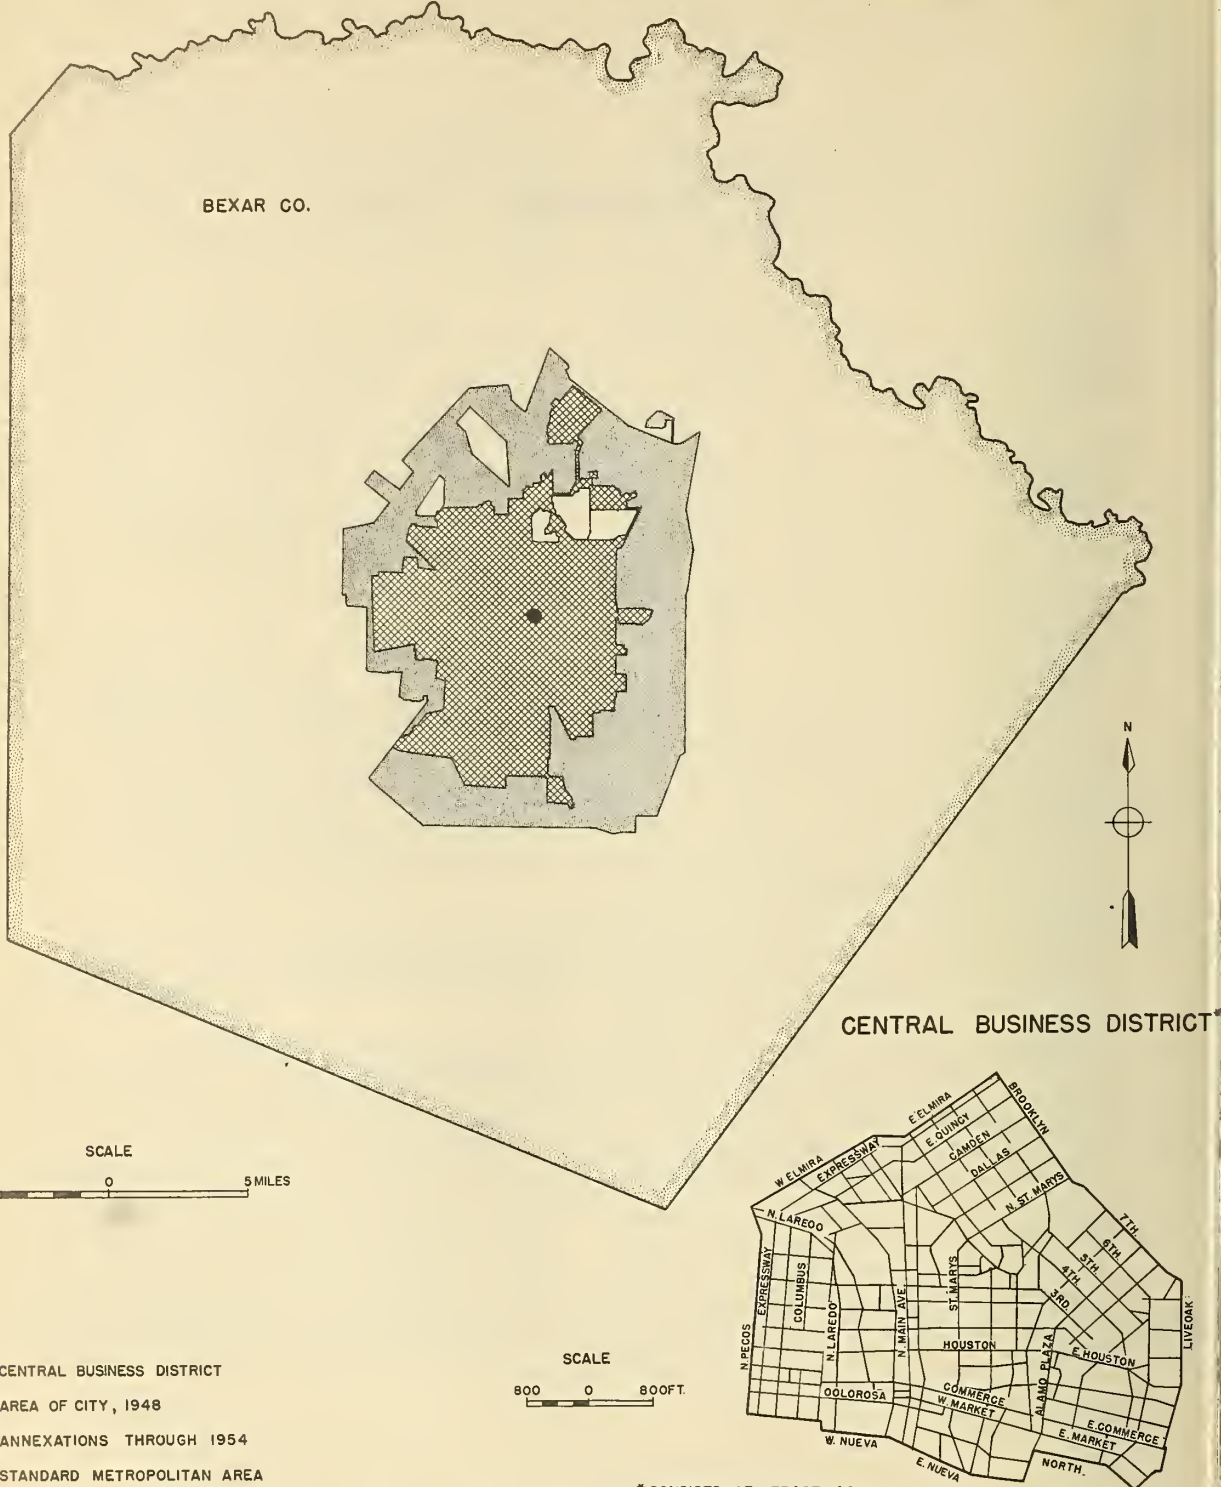 BEXAR CO.
N
CENTRAL BUSINESS DISTRICT*
SCALE
0 5 MILES
CENTRAL BUSINESS DISTRICT
AREA OF CITY, 1948
ANNEXATIONS THROUGH 1954
STANDARD METROPOLITAN AREA
SCALE
800 0 800FT.
E. ELMIRA
BROOKLYN
W. ELMIRA
EXPRESSWAY
E. QUINCY
CAMDEN
DALLAS
N. ST. MARYS
N. LAREDO
7TH.
6TH.
5TH.
4TH.
3RD.
EXPRESSWAY
COLUMBUS
N. LAREDO
N. MAIN AVE.
ST. MARYS
N. PECOS
HOUSTON
ALAMO PLAZA
E. HOUSTON
LIVEOAK
DOLOROSA
COMMERCE
W. MARKET
E. COMMERCE
E. MARKET
W. NUEVA
E. NUEVA
NORTH.